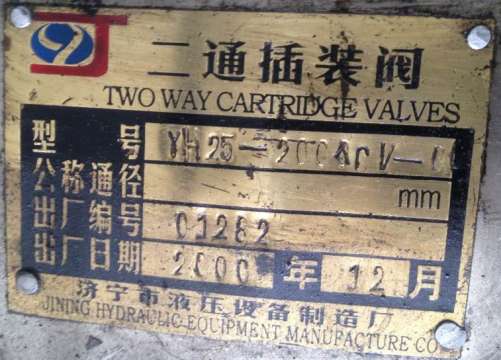 二通插装阀
TWO WAY CARTRIDGE VALVES
型号
公称通径 mm
出厂编号 01282
出厂日期 2000 年 12 月
济宁市液压设备制造厂
JINING HYDRAULIC EQUIPMENT MANUFACTURE CO